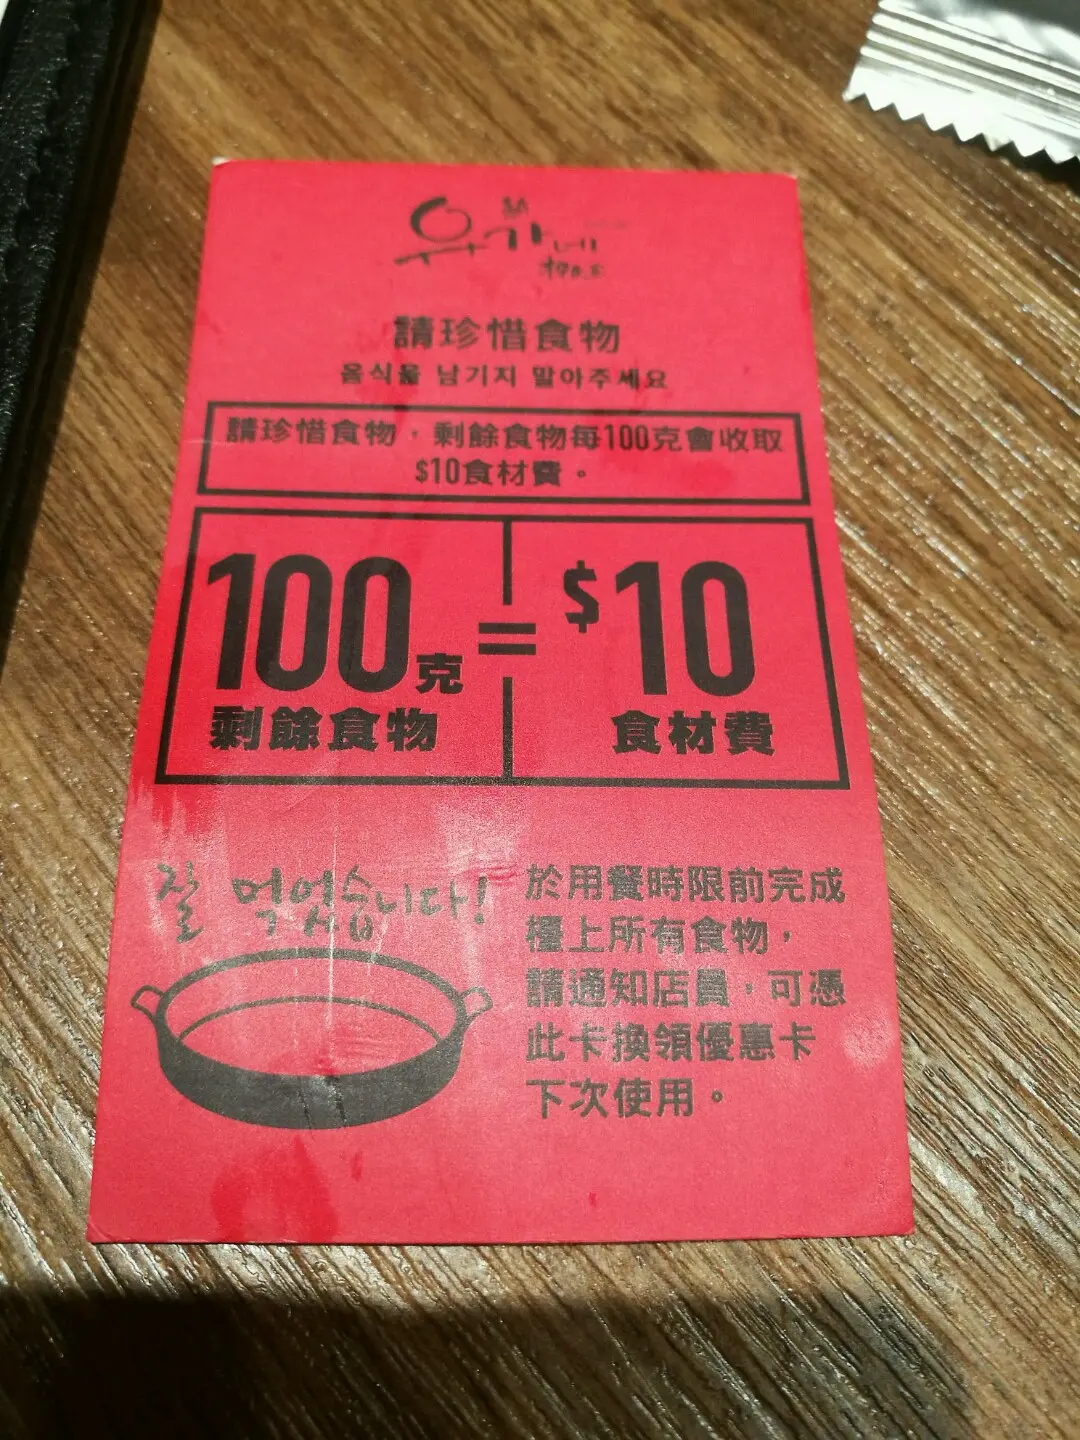 유가네
請珍惜食物
음식을 남기지 말아주세요
請珍惜食物，剩餘食物每100克會收取
$10食材費。
100克 = $10
剩餘食物 食材費
잘 먹었습니다!
於用餐時限前完成
檯上所有食物，
請通知店員，可憑
此卡換領優惠卡
下次使用。